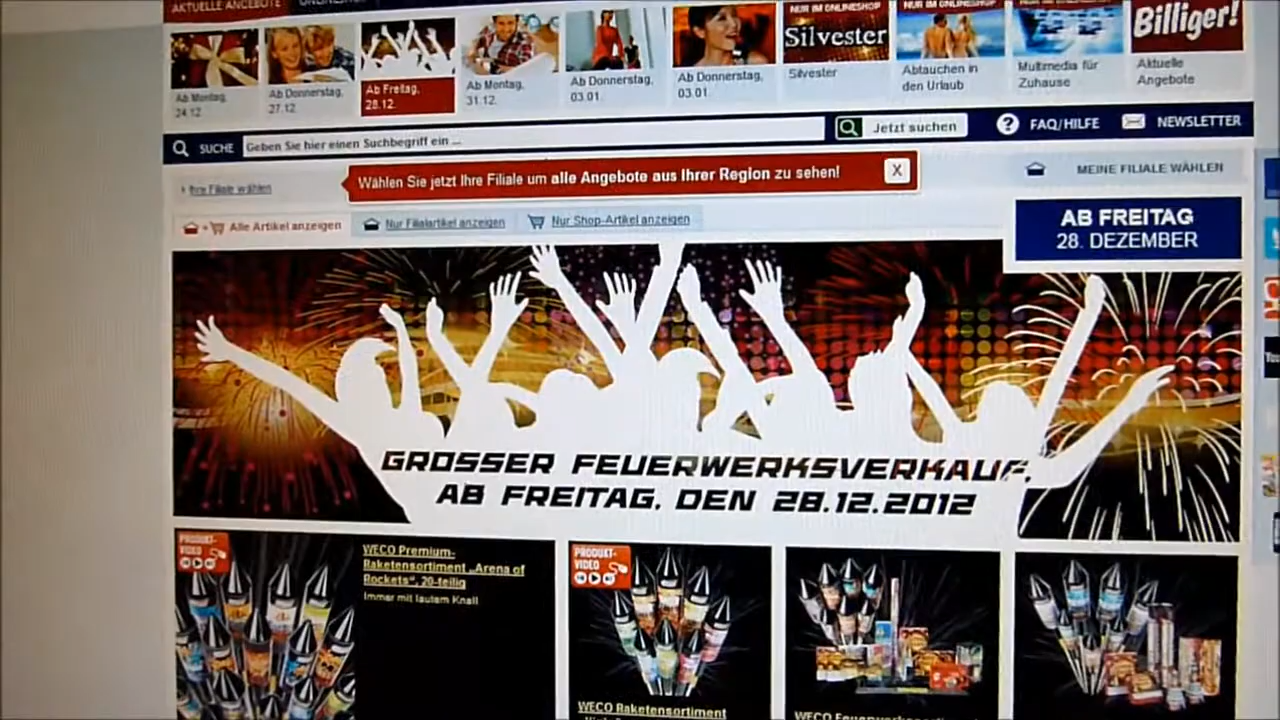 AKTUELLE ANGEBOTE
Ab Montag,
24.12.
Ab Donnerstag,
27.12.
Ab Freitag,
28.12.
Ab Montag,
31.12.
Ab Donnerstag,
03.01.
Ab Donnerstag,
03.01.
NUR IM ONLINESHOP
Silvester
Silvester
NUR IM ONLINESHOP
Abtauchen in
den Urlaub
NUR IM ONLINESHOP
Multimedia für
Zuhause
Billiger!
Aktuelle
Angebote
SUCHE
Geben Sie hier einen Suchbegriff ein ...
Jetzt suchen
FAQ/HILFE
NEWSLETTER
Ihre Filiale wählen
Wählen Sie jetzt Ihre Filiale um alle Angebote aus Ihrer Region zu sehen!
X
MEINE FILIALE WÄHLEN
Alle Artikel anzeigen
Nur Filialartikel anzeigen
Nur Shop-Artikel anzeigen
AB FREITAG
28. DEZEMBER
GROSSER FEUERWERKSVERKAUF.
AB FREITAG, DEN 28.12.2012
PRODUKT-
VIDEO
WECO Premium-
Raketensortiment „Arena of
Rockets“, 20-teilig
Immer mit lautem Knall
PRODUKT-
VIDEO
WECO Raketensortiment